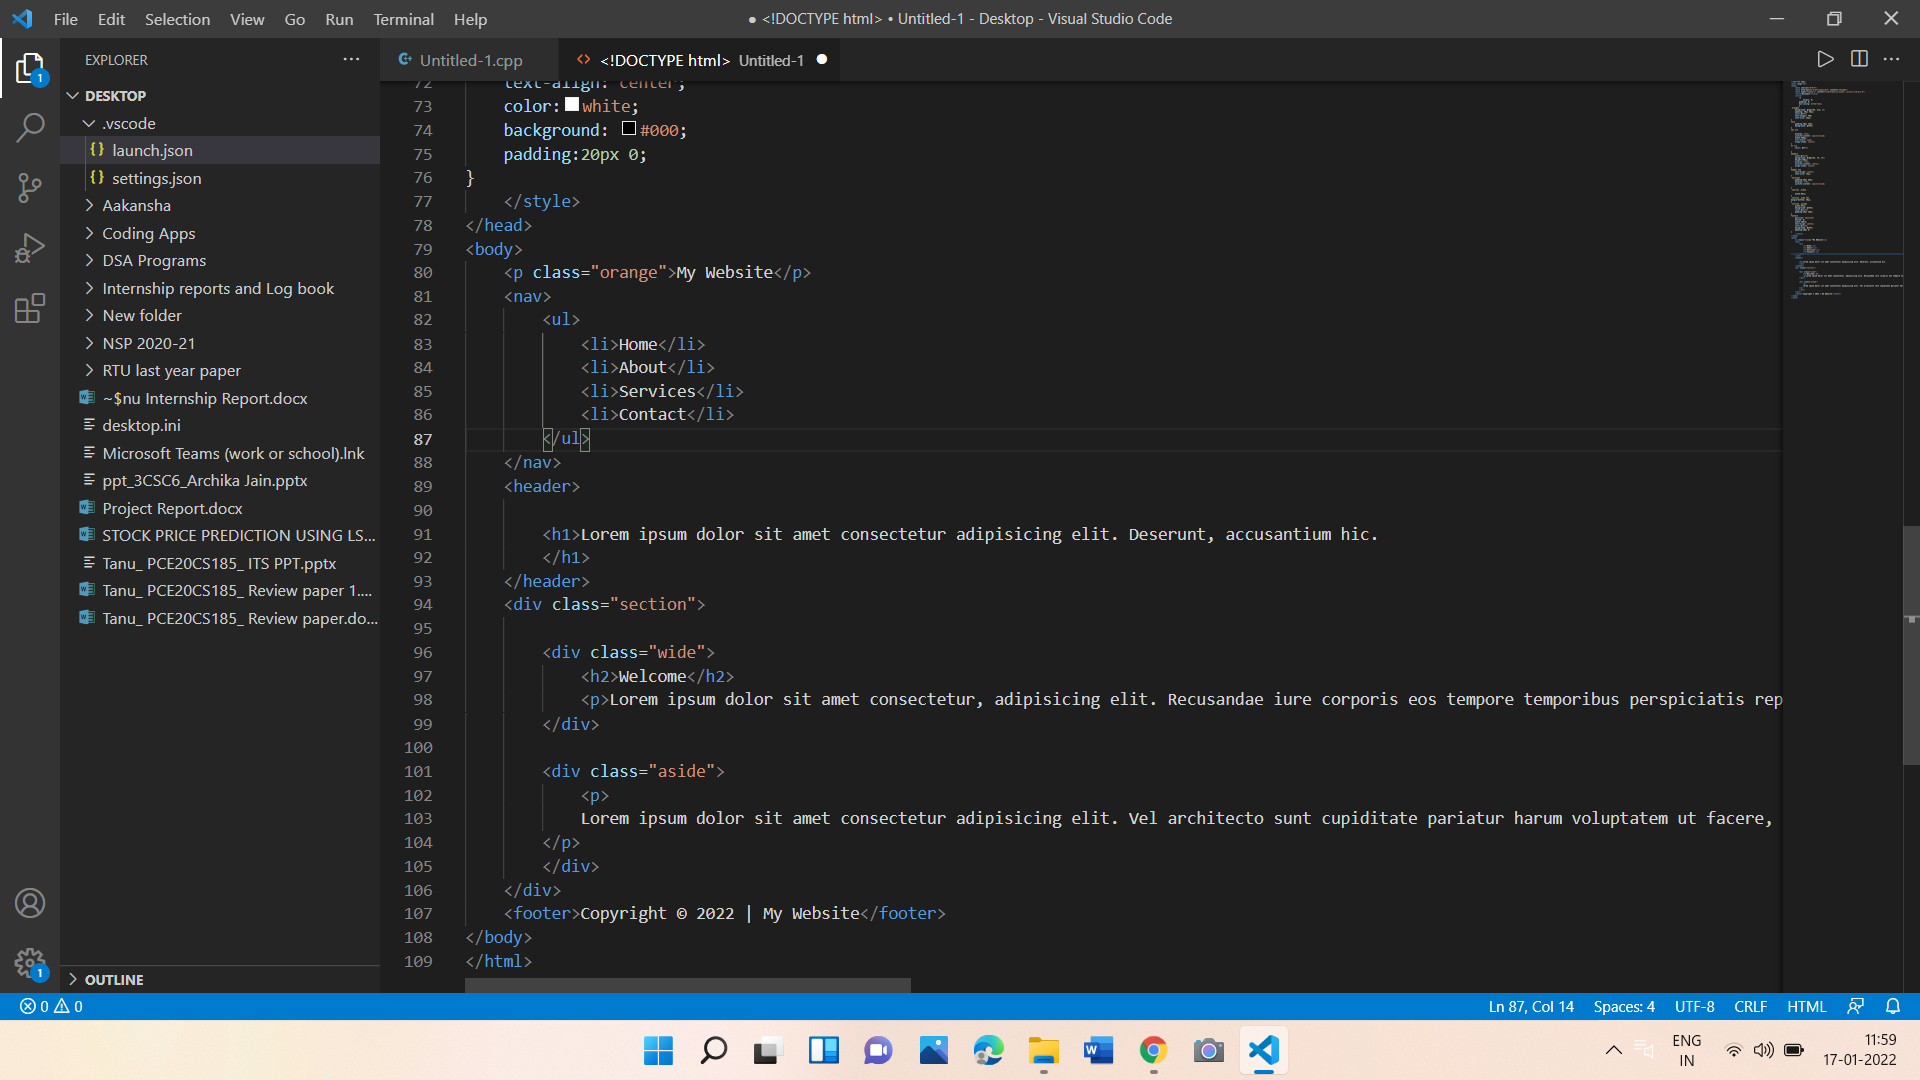 File Edit Selection View Go Run Terminal Help
● <!DOCTYPE html> • Untitled-1 - Desktop - Visual Studio Code
EXPLORER
Untitled-1.cpp
<!DOCTYPE html> Untitled-1
DESKTOP
.vscode
{} launch.json
{} settings.json
Aakansha
Coding Apps
DSA Programs
Internship reports and Log book
New folder
NSP 2020-21
RTU last year paper
~$nu Internship Report.docx
desktop.ini
Microsoft Teams (work or school).lnk
ppt_3CSC6_Archika Jain.pptx
Project Report.docx
STOCK PRICE PREDICTION USING LS...
Tanu_ PCE20CS185_ ITS PPT.pptx
Tanu_ PCE20CS185_ Review paper 1....
Tanu_ PCE20CS185_ Review paper.do...
OUTLINE
72 text-align: center;
73 color: white;
74 background: #000;
75 padding:20px 0;
76 }
77 </style>
78 </head>
79 <body>
80 <p class="orange">My Website</p>
81 <nav>
82 <ul>
83 <li>Home</li>
84 <li>About</li>
85 <li>Services</li>
86 <li>Contact</li>
87 </ul>
88 </nav>
89 <header>
90
91 <h1>Lorem ipsum dolor sit amet consectetur adipisicing elit. Deserunt, accusantium hic.
92 </h1>
93 </header>
94 <div class="section">
95
96 <div class="wide">
97 <h2>Welcome</h2>
98 <p>Lorem ipsum dolor sit amet consectetur, adipisicing elit. Recusandae iure corporis eos tempore temporibus perspiciatis rep
99 </div>
100
101 <div class="aside">
102 <p>
103 Lorem ipsum dolor sit amet consectetur adipisicing elit. Vel architecto sunt cupiditate pariatur harum voluptatem ut facere,
104 </p>
105 </div>
106 </div>
107 <footer>Copyright © 2022 | My Website</footer>
108 </body>
109 </html>
1
1
0 0
Ln 87, Col 14 Spaces: 4 UTF-8 CRLF HTML
ENG
IN
11:59
17-01-2022